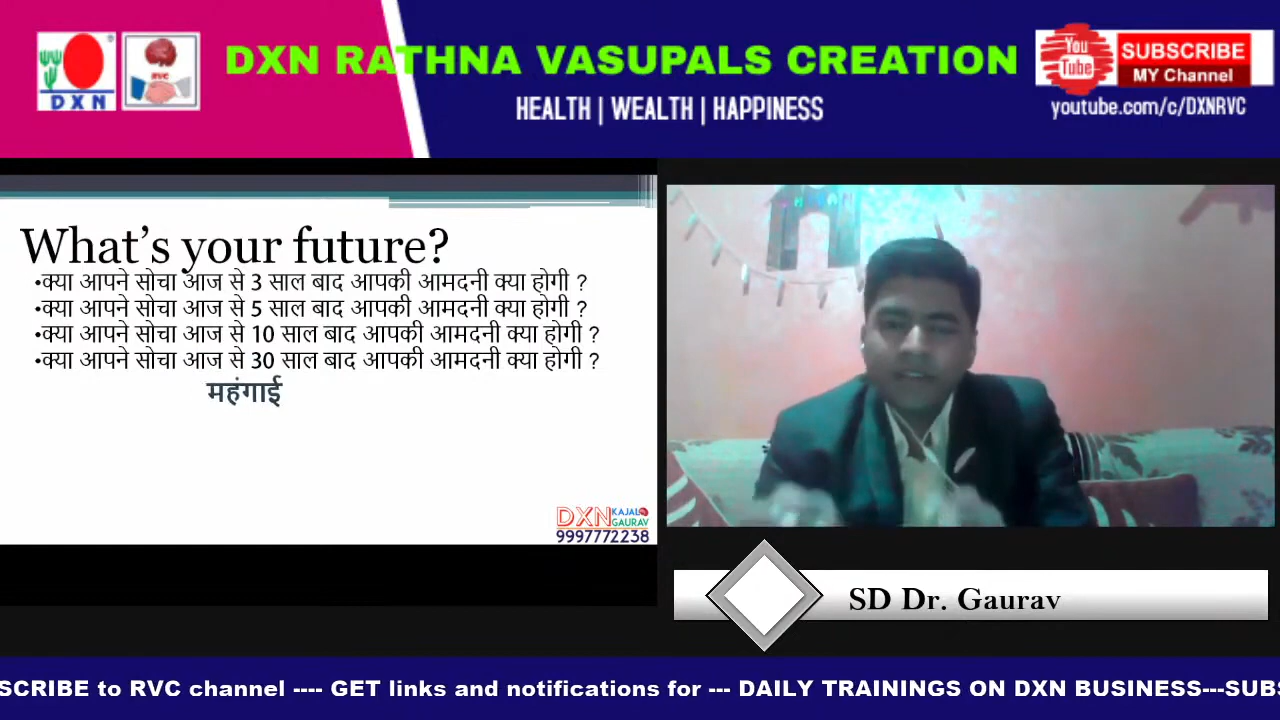 DXN
RVC
DXN RATHNA VASUPALS CREATION
HEALTH | WEALTH | HAPPINESS
You
Tube
SUBSCRIBE
MY Channel
youtube.com/c/DXNRVC
What's your future?
•क्या आपने सोचा आज से 3 साल बाद आपकी आमदनी क्या होगी ?
•क्या आपने सोचा आज से 5 साल बाद आपकी आमदनी क्या होगी ?
•क्या आपने सोचा आज से 10 साल बाद आपकी आमदनी क्या होगी ?
•क्या आपने सोचा आज से 30 साल बाद आपकी आमदनी क्या होगी ?
महंगाई
DXN KAJAL
GAURAV
9997772238
SD Dr. Gaurav
SCRIBE to RVC channel ---- GET links and notifications for --- DAILY TRAININGS ON DXN BUSINESS---SUBS